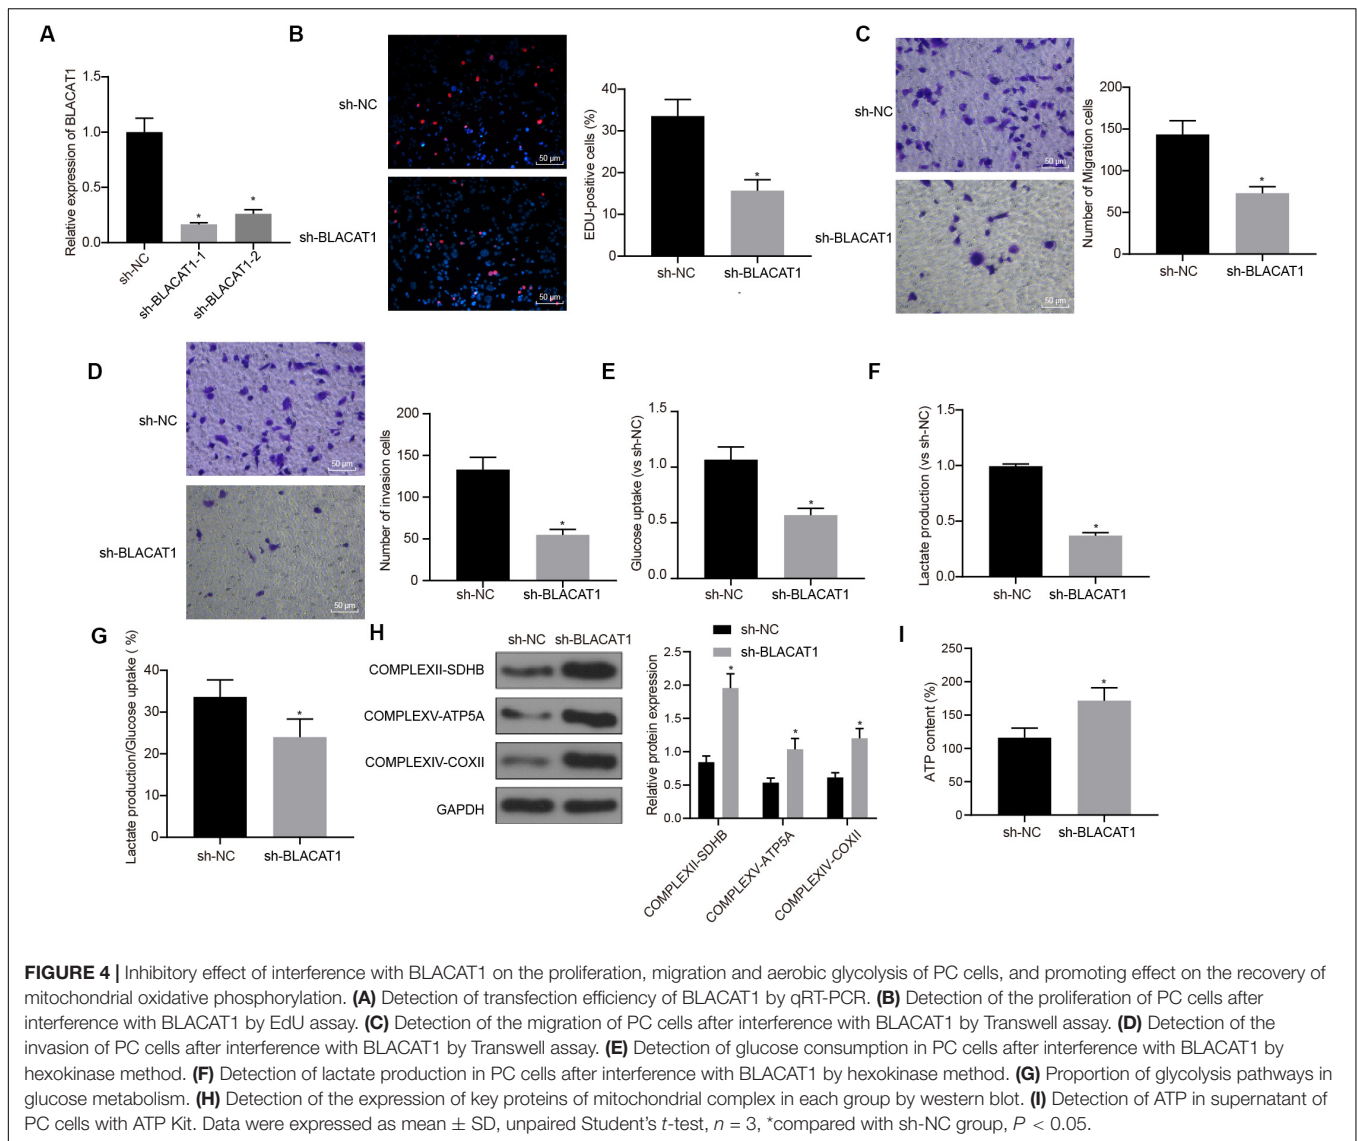 A
Relative expression of BLACAT1
1.5
1.0
0.5
0.0
*
*
sh-NC
sh-BLACAT1-1
sh-BLACAT1-2
B
sh-NC
50 µm
sh-BLACAT1
50 µm
EDU-positive cells (%)
40
30
20
10
0
*
sh-NC
sh-BLACAT1
C
sh-NC
50 µm
sh-BLACAT1
50 µm
Number of Migration cells
200
150
100
50
0
*
sh-NC
sh-BLACAT1
D
sh-NC
50 µm
sh-BLACAT1
50 µm
Number of invasion cells
200
150
100
50
0
*
sh-NC
sh-BLACAT1
E
Glucose uptake (vs sh-NC)
1.5
1.0
0.5
0.0
*
sh-NC
sh-BLACAT1
F
Lactate production (vs sh-NC)
1.5
1.0
0.5
0.0
*
sh-NC
sh-BLACAT1
G
Lactate production/Glucose uptake ( %)
40
30
20
10
0
*
sh-NC
sh-BLACAT1
H
sh-NC sh-BLACAT1
COMPLEXII-SDHB
COMPLEXV-ATP5A
COMPLEXIV-COXII
GAPDH
sh-NC
sh-BLACAT1
Relative protein expression
2.5
2.0
1.5
1.0
0.5
0.0
*
*
*
COMPLEXII-SDHB
COMPLEXV-ATP5A
COMPLEXIV-COXII
I
ATP content (%)
250
200
150
100
50
0
*
sh-NC
sh-BLACAT1
FIGURE 4 | Inhibitory effect of interference with BLACAT1 on the proliferation, migration and aerobic glycolysis of PC cells, and promoting effect on the recovery of
mitochondrial oxidative phosphorylation. (A) Detection of transfection efficiency of BLACAT1 by qRT-PCR. (B) Detection of the proliferation of PC cells after
interference with BLACAT1 by EdU assay. (C) Detection of the migration of PC cells after interference with BLACAT1 by Transwell assay. (D) Detection of the
invasion of PC cells after interference with BLACAT1 by Transwell assay. (E) Detection of glucose consumption in PC cells after interference with BLACAT1 by
hexokinase method. (F) Detection of lactate production in PC cells after interference with BLACAT1 by hexokinase method. (G) Proportion of glycolysis pathways in
glucose metabolism. (H) Detection of the expression of key proteins of mitochondrial complex in each group by western blot. (I) Detection of ATP in supernatant of
PC cells with ATP Kit. Data were expressed as mean ± SD, unpaired Student's t-test, n = 3, *compared with sh-NC group, P < 0.05.